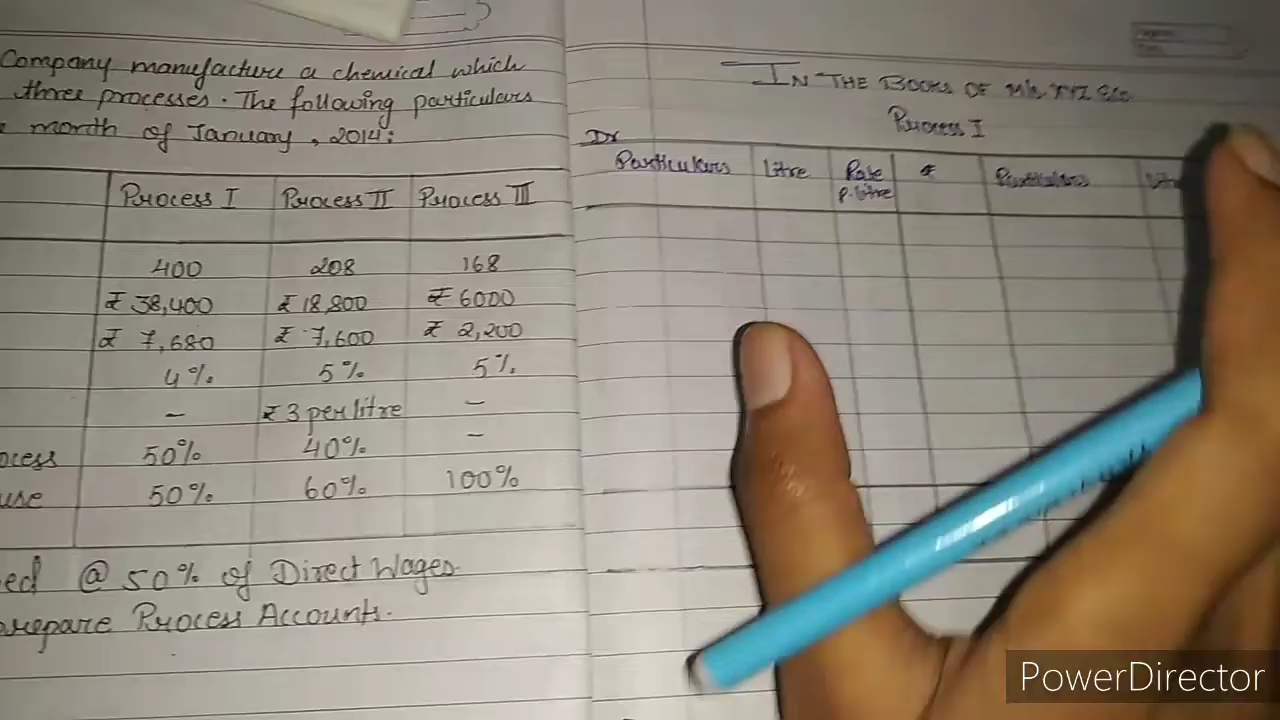 Company manufacture a chemical which
three processes. The following particulars
month of January, 2014:
Process I Process II Process III
400 208 168
₹ 38,400 ₹ 18,800 ₹ 6000
₹ 7,680 ₹ 7,600 ₹ 2,200
4% 5% 5%
- ₹ 3 per litre -
ocess 50% 40% -
use 50% 60% 100%
ed @ 50% of Direct Wages.
prepare Process Accounts.
IN THE BOOKS OF M/s XYZ
Process I
Dr
Particulars Litre Rate p.litre ₹ Particulars
PowerDirector